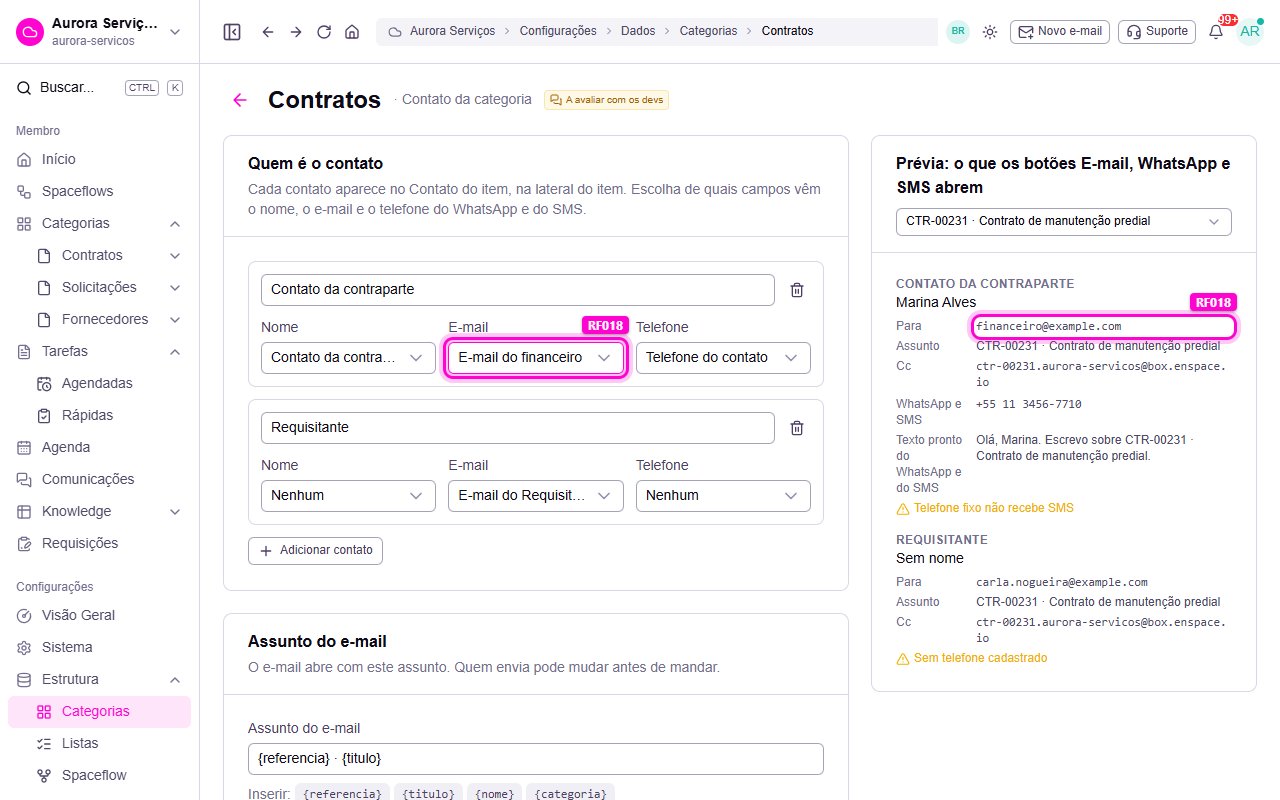 Aurora Serviç...
aurora-servicos
Aurora Serviços
Configurações
Dados
Categorias
Contratos
BR
Novo e-mail
Suporte
99+
AR
Buscar...
CTRL
K
Membro
Início
Spaceflows
Categorias
Contratos
Solicitações
Fornecedores
Tarefas
Agendadas
Rápidas
Agenda
Comunicações
Knowledge
Requisições
Configurações
Visão Geral
Sistema
Estrutura
Categorias
Listas
Spaceflow
Contratos · Contato da categoria
A avaliar com os devs
Quem é o contato
Cada contato aparece no Contato do item, na lateral do item. Escolha de quais campos vêm
o nome, o e-mail e o telefone do WhatsApp e do SMS.
Contato da contraparte
Nome
E-mail
RF018
Telefone
Contato da contra...
E-mail do financeiro
Telefone do contato
Requisitante
Nome
E-mail
Telefone
Nenhum
E-mail do Requisit...
Nenhum
Adicionar contato
Assunto do e-mail
O e-mail abre com este assunto. Quem envia pode mudar antes de mandar.
Assunto do e-mail
{referencia} · {titulo}
Inserir: {referencia} {titulo} {nome} {categoria}
Prévia: o que os botões E-mail, WhatsApp e
SMS abrem
CTR-00231 · Contrato de manutenção predial
CONTATO DA CONTRAPARTE
Marina Alves
RF018
Para financeiro@example.com
Assunto CTR-00231 · Contrato de manutenção predial
Cc ctr-00231.aurora-servicos@box.enspace.
io
WhatsApp e +55 11 3456-7710
SMS
Texto pronto Olá, Marina. Escrevo sobre CTR-00231 ·
do Contrato de manutenção predial.
WhatsApp e
do SMS
Telefone fixo não recebe SMS
REQUISITANTE
Sem nome
Para carla.nogueira@example.com
Assunto CTR-00231 · Contrato de manutenção predial
Cc ctr-00231.aurora-servicos@box.enspace.
io
Sem telefone cadastrado